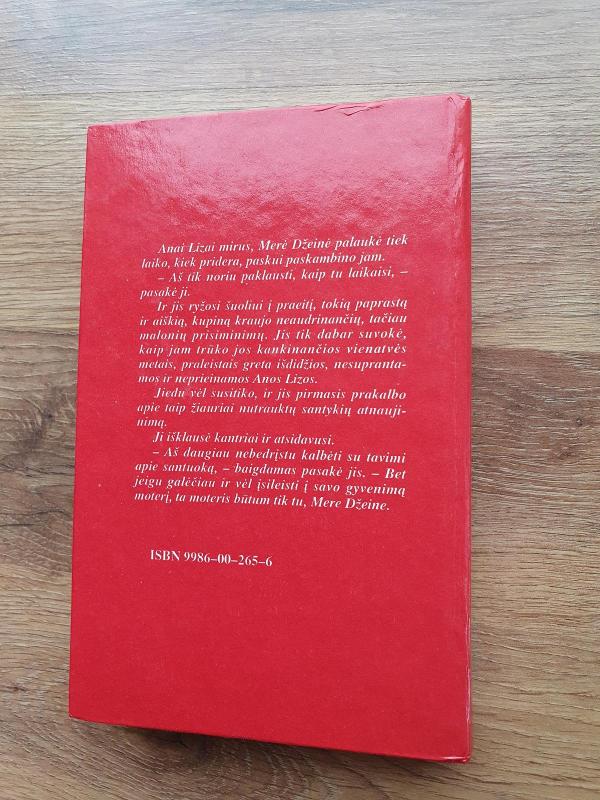 Anai Lizai mirus, Merė Džeinė palaukė tiek
laiko, kiek pridera, paskui paskambino jam.
– Aš tik noriu paklausti, kaip tu laikaisi, –
pasakė ji.
Ir jis ryžosi šuoliui į praeitį, tokią paprastą
ir aiškią, kupiną kraujo neaudrinančių, tačiau
malonių prisiminimų. Jis tik dabar suvokė,
kaip jam trūko jos kankinančios vienatvės
metais, praleistais greta išdidžios, nesupranta-
mos ir neprieinamos Anos Lizos.
Jiedu vėl susitiko, ir jis pirmasis prakalbo
apie taip žiauriai nutrauktų santykių atnauji-
nimą.
Ji išklausė kantriai ir atsidavusi.
– Aš daugiau nebedrįstu kalbėti su tavimi
apie santuoką, – baigdamas pasakė jis. – Bet
jeigu galėčiau ir vėl įsileisti į savo gyvenimą
moterį, ta moteris būtum tik tu, Mere Džeine.
ISBN 9986–00–265–6